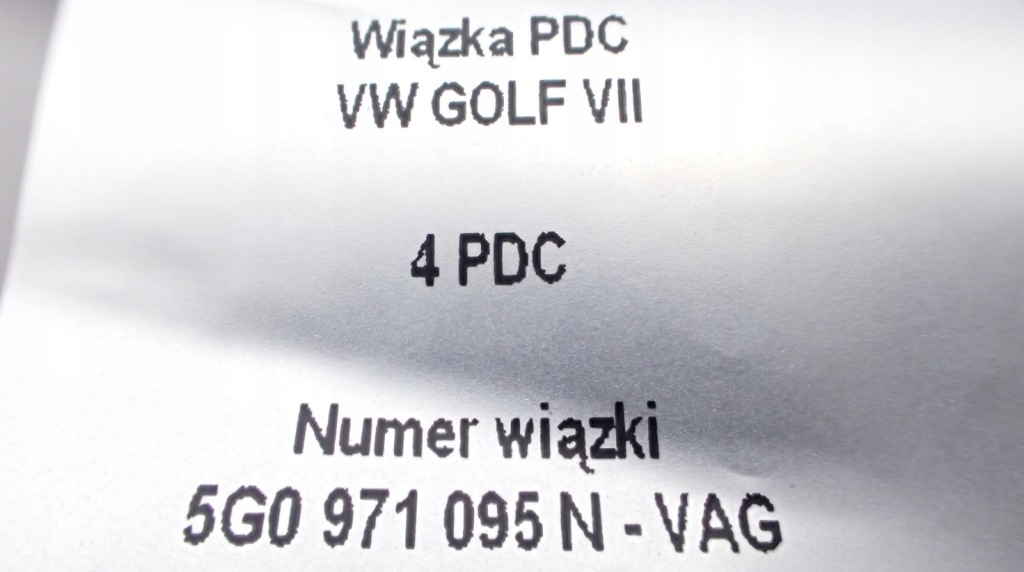 Wiązka PDC
VW GOLF VII
4 PDC
Numer wiązki
5G0 971 095 N - VAG